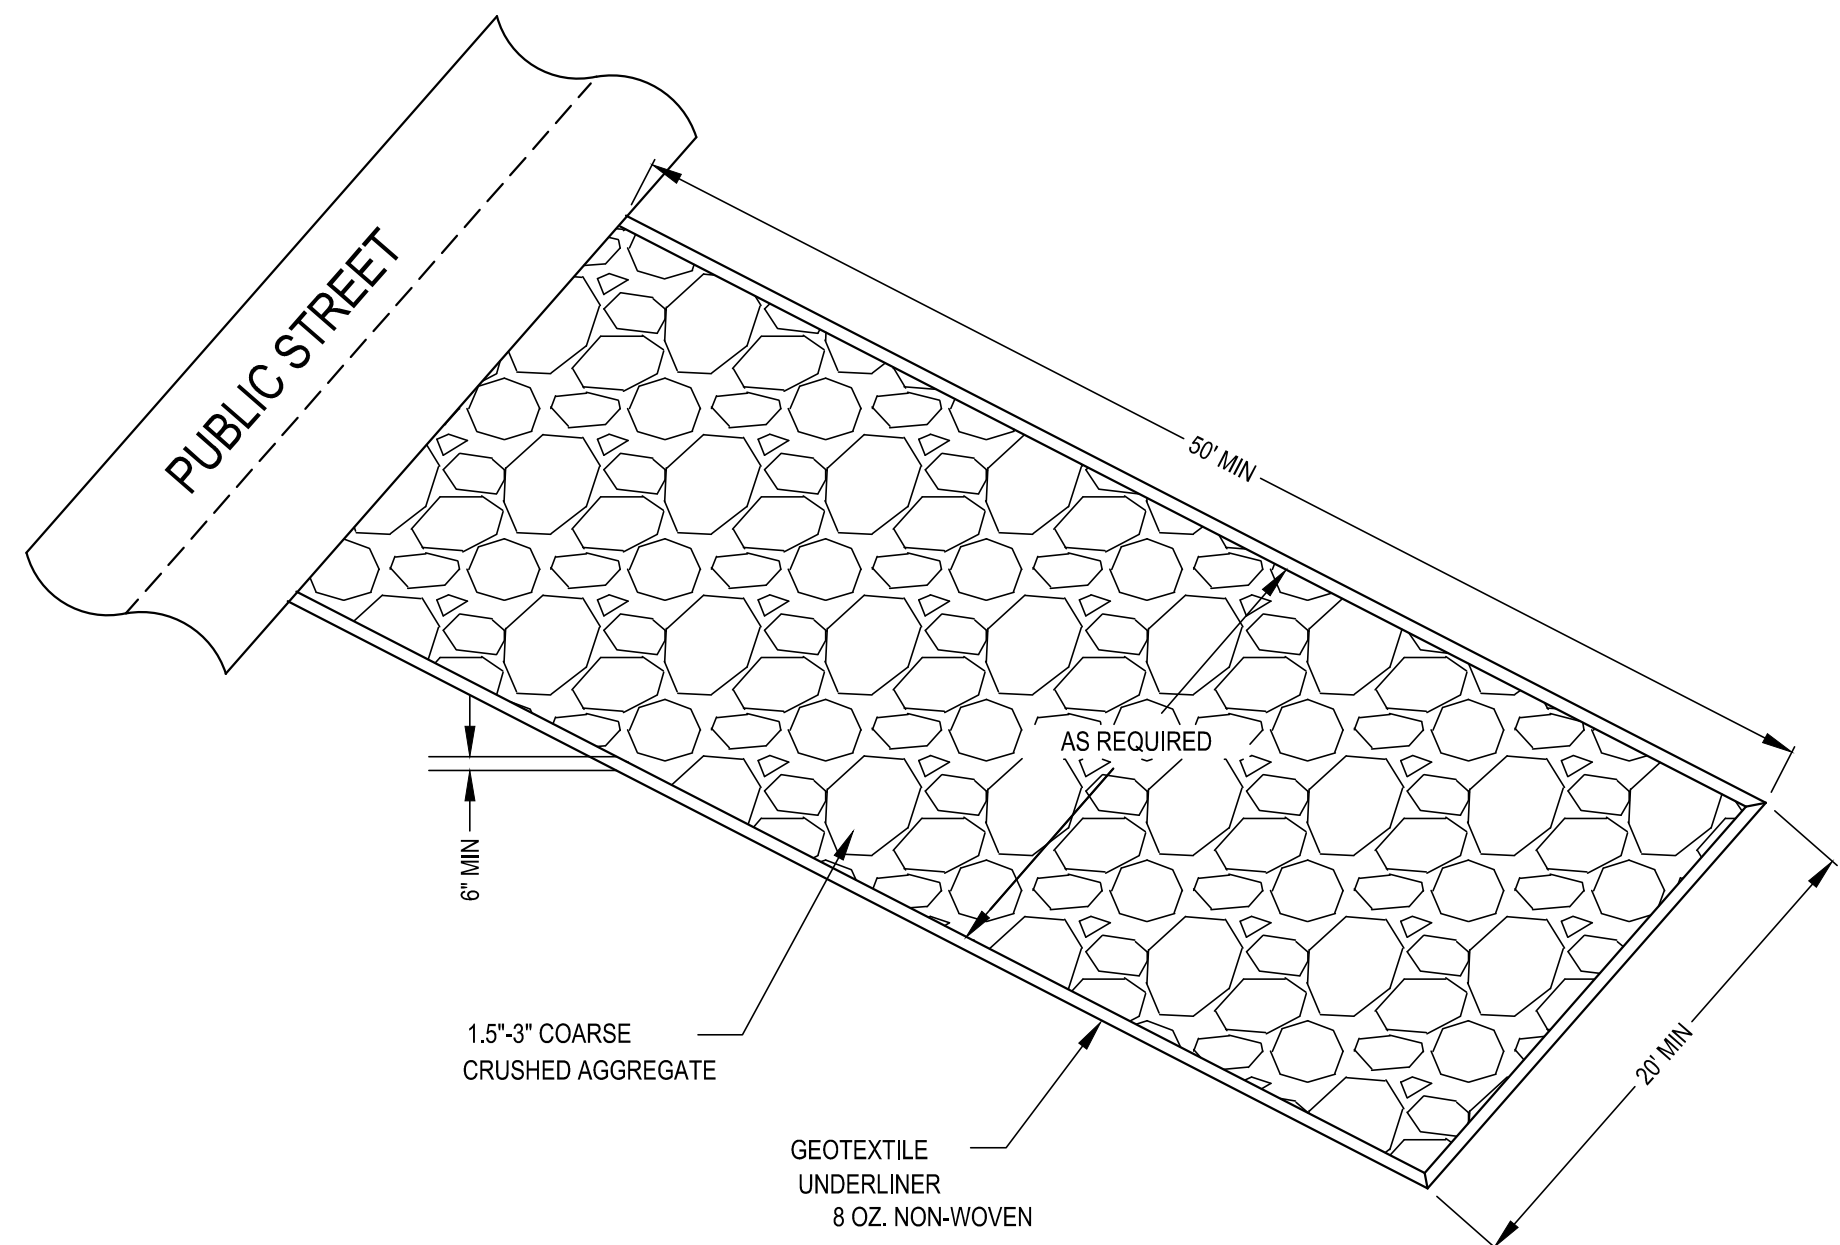 PUBLIC STREET
50' MIN
AS REQUIRED
6" MIN
1.5"-3" COARSE
CRUSHED AGGREGATE
20' MIN
GEOTEXTILE
UNDERLINER
8 OZ. NON-WOVEN